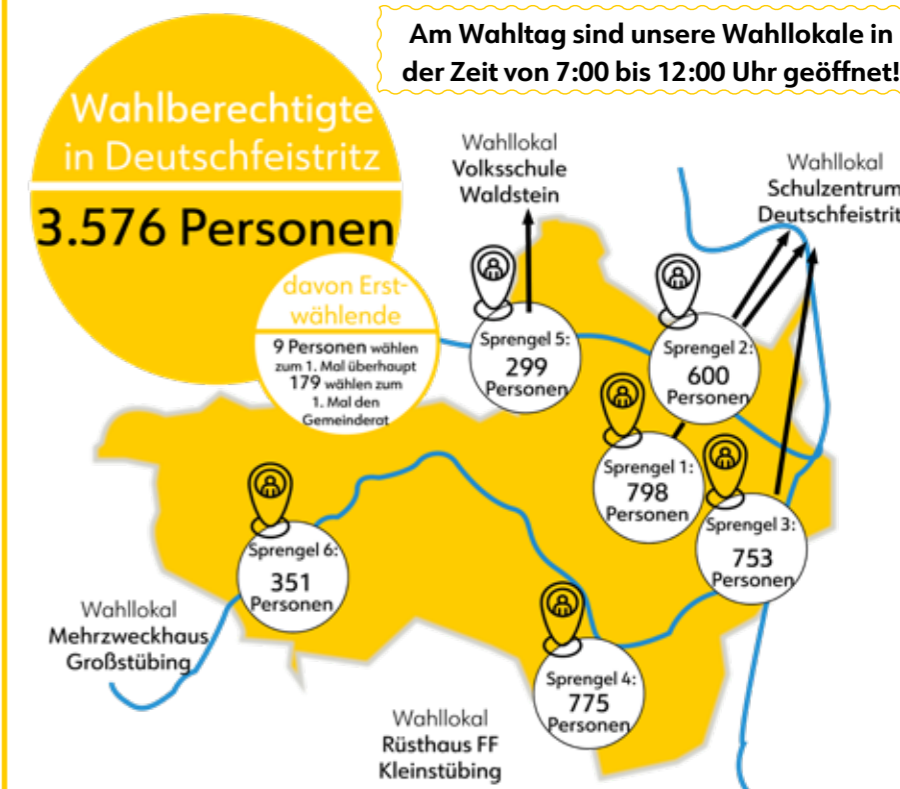 Am Wahltag sind unsere Wahllokale in
der Zeit von 7:00 bis 12:00 Uhr geöffnet!
Wahlberechtigte
in Deutschfeistritz
3.576 Personen
davon Erst-
wählende
9 Personen wählen
zum 1. Mal überhaupt
179 wählen zum
1. Mal den
Gemeinderat
Wahllokal
Volksschule
Waldstein
Wahllokal
Schulzentrum
Deutschfeistrit
Sprengel 5:
299
Personen
Sprengel 2:
600
Personen
Sprengel 1:
798
Personen
Sprengel 3:
753
Personen
Sprengel 6:
351
Personen
Wahllokal
Mehrzweckhaus
Großstübing
Sprengel 4:
775
Personen
Wahllokal
Rüsthaus FF
Kleinstübing